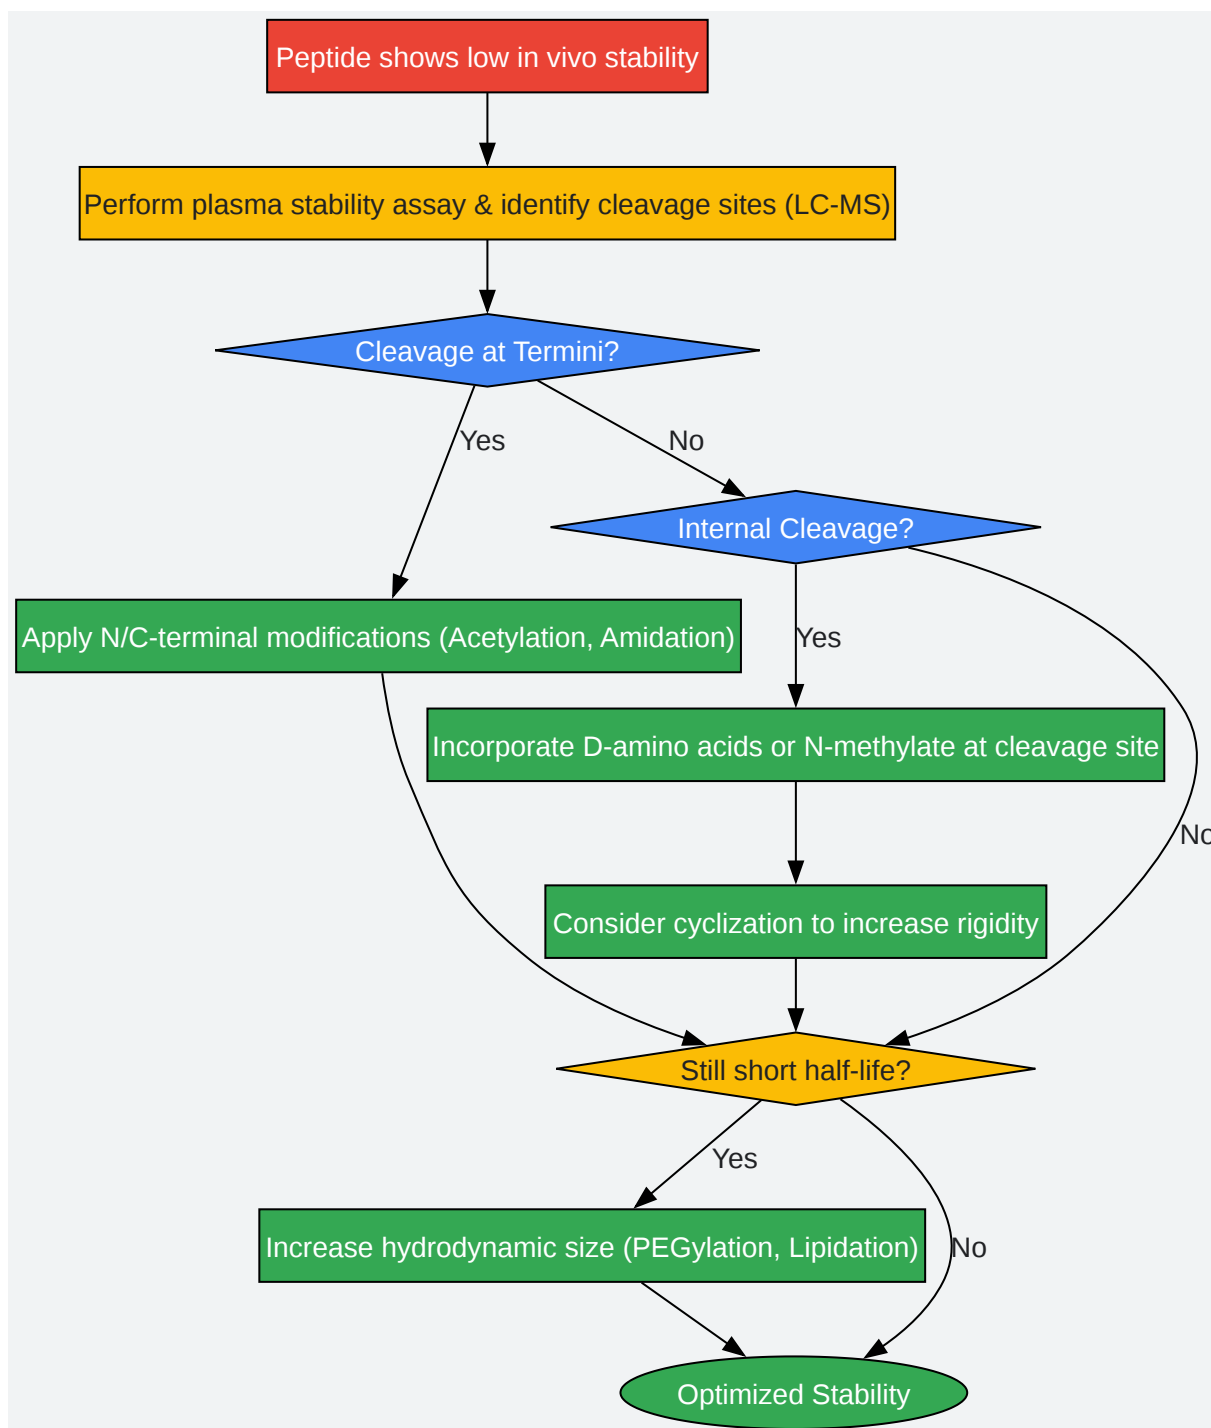 Peptide shows low in vivo stability
Perform plasma stability assay & identify cleavage sites (LC-MS)
Cleavage at Termini?
Yes
No
Internal Cleavage?
Apply N/C-terminal modifications (Acetylation, Amidation)
Yes
Incorporate D-amino acids or N-methylate at cleavage site
No
Consider cyclization to increase rigidity
Still short half-life?
Yes
Increase hydrodynamic size (PEGylation, Lipidation)
No
Optimized Stability